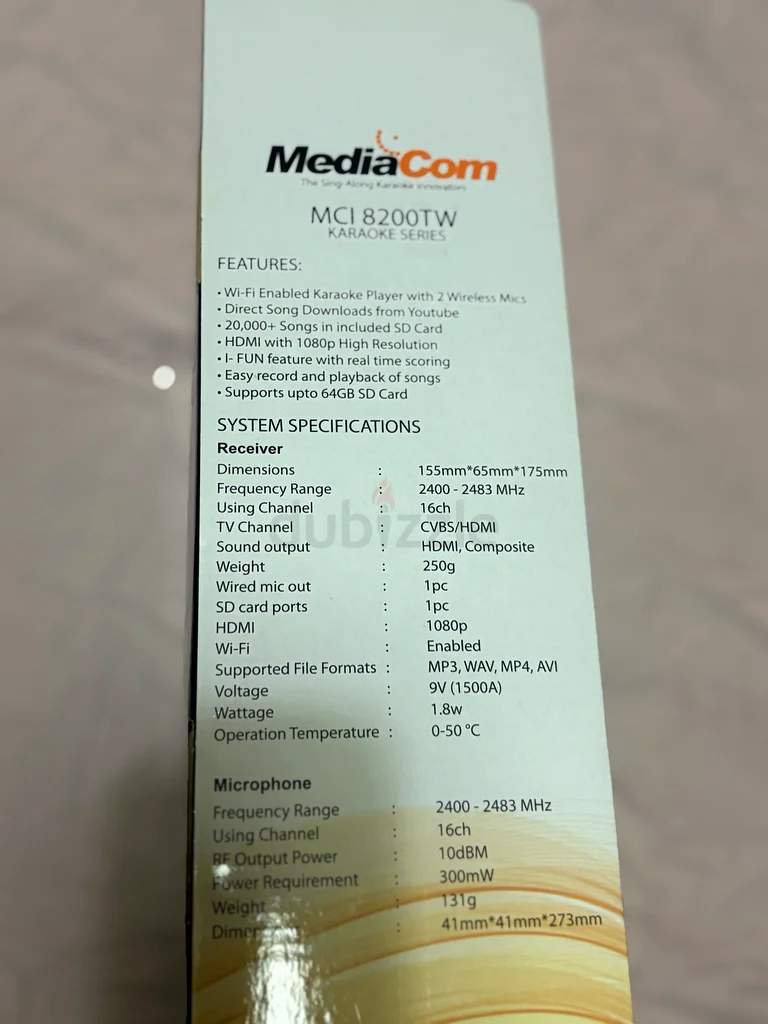 MediaCom
The Sing-Along Karaoke Innovators
MCI 8200TW
KARAOKE SERIES
FEATURES:
• Wi-Fi Enabled Karaoke Player with 2 Wireless Mics
• Direct Song Downloads from Youtube
• 20,000+ Songs in included SD Card
• HDMI with 1080p High Resolution
• I- FUN feature with real time scoring
• Easy record and playback of songs
• Supports upto 64GB SD Card
SYSTEM SPECIFICATIONS
Receiver
Dimensions : 155mm*65mm*175mm
Frequency Range : 2400 - 2483 MHz
Using Channel : 16ch
TV Channel : CVBS/HDMI
Sound output : HDMI, Composite
Weight : 250g
Wired mic out : 1pc
SD card ports : 1pc
HDMI : 1080p
Wi-Fi : Enabled
Supported File Formats : MP3, WAV, MP4, AVI
Voltage : 9V (1500A)
Wattage : 1.8w
Operation Temperature : 0-50 °C
Microphone
Frequency Range : 2400 - 2483 MHz
Using Channel : 16ch
RF Output Power : 10dBM
Power Requirement : 300mW
Weight : 131g
: 41mm*41mm*273mm
dubizzle